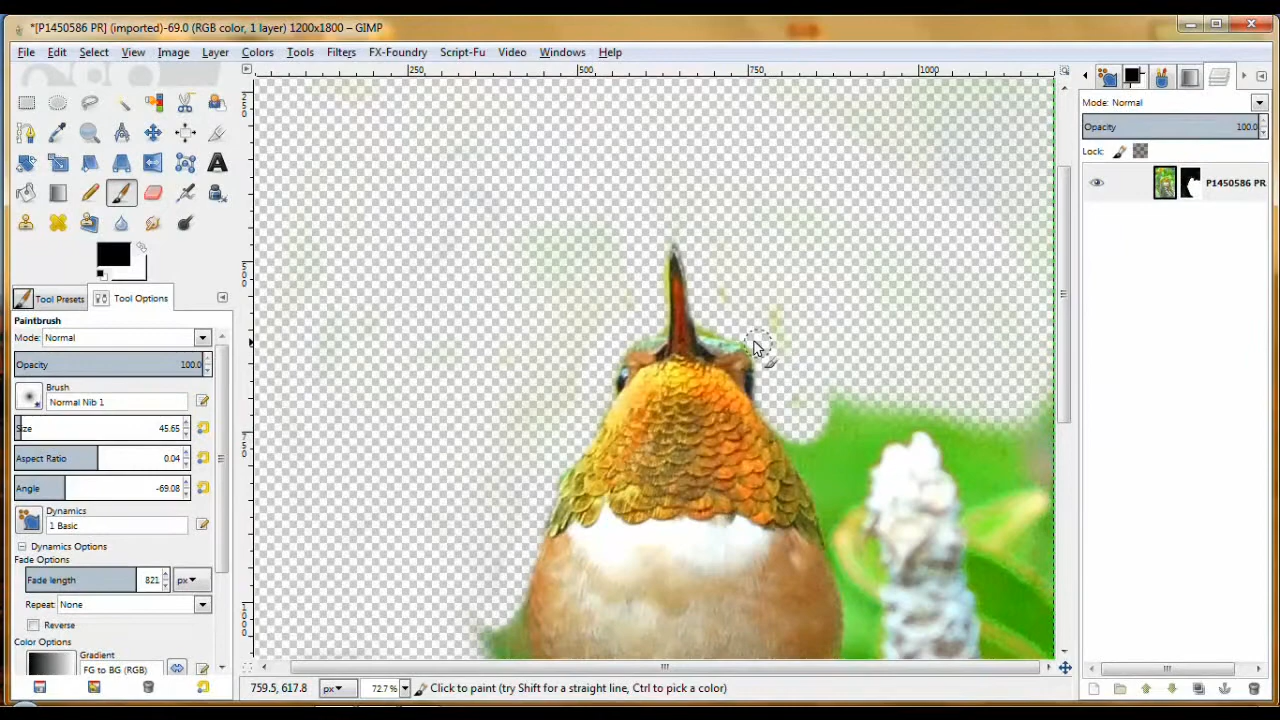 *[P1450586 PR] (imported)-69.0 (RGB color, 1 layer) 1200x1800 – GIMP
File Edit Select View Image Layer Colors Tools Filters FX-Foundry Script-Fu Video Windows Help
250 500 750 1000
Mode: Normal
Opacity 100.0
Lock:
P1450586 PR
250
500
750
1000
Tool Presets Tool Options
Paintbrush
Mode: Normal
Opacity 100.0
Brush
Normal Nib 1
Size 45.65
Aspect Ratio 0.04
Angle -69.08
Dynamics
1 Basic
Dynamics Options
Fade Options
Fade length 821 px
Repeat: None
Reverse
Color Options
Gradient
FG to BG (RGB)
759.5, 617.8 px 72.7 % Click to paint (try Shift for a straight line, Ctrl to pick a color)